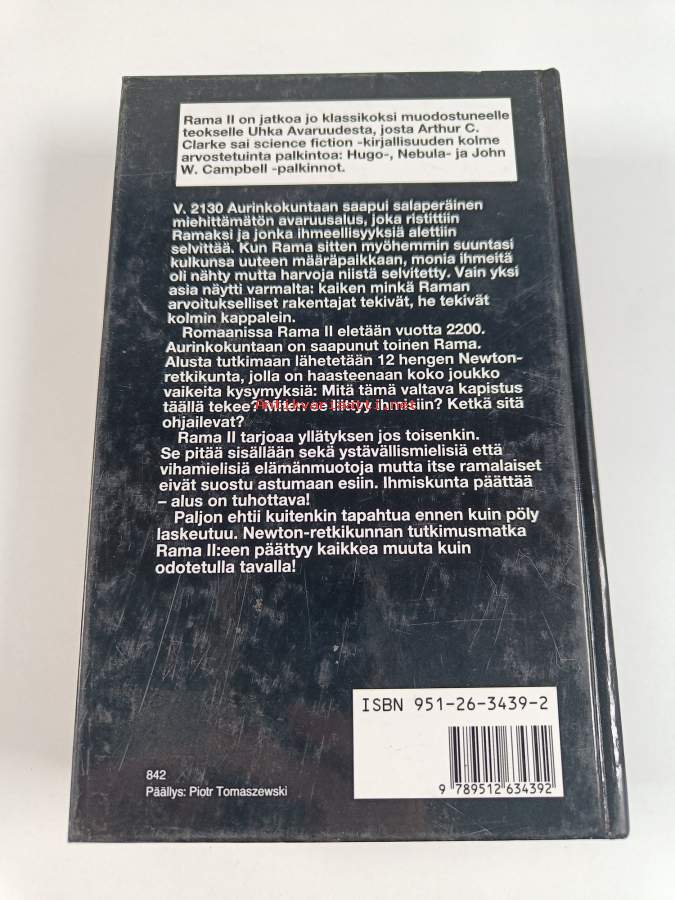 Rama II on jatkoa jo klassikoksi muodostuneelle
teokselle Uhka Avaruudesta, josta Arthur C.
Clarke sai science fiction -kirjallisuuden kolme
arvostetuinta palkintoa: Hugo-, Nebula- ja John
W. Campbell -palkinnot.
V. 2130 Aurinkokuntaan saapui salaperäinen
miehittämätön avaruusalus, joka ristittiin
Ramaksi ja jonka ihmeellisyyksiä alettiin
selvittää. Kun Rama sitten myöhemmin suuntasi
kulkunsa uuteen määräpaikkaan, monia ihmeitä
oli nähty mutta harvoja niistä selvitetty. Vain yksi
asia näytti varmalta: kaiken minkä Raman
arvoitukselliset rakentajat tekivät, he tekivät
kolmin kappalein.
Romaanissa Rama II eletään vuotta 2200.
Aurinkokuntaan on saapunut toinen Rama.
Alusta tutkimaan lähetetään 12 hengen Newton-
retkikunta, jolla on haasteenaan koko joukko
vaikeita kysymyksiä: Mitä tämä valtava kapistus
täällä tekee? Miten se liittyy ihmisiin? Ketkä sitä
ohjailevat?
Rama II tarjoaa yllätyksen jos toisenkin.
Se pitää sisällään sekä ystävällismielisiä että
vihamielisiä elämänmuotoja mutta itse ramalaiset
eivät suostu astumaan esiin. Ihmiskunta päättää
– alus on tuhottava!
Paljon ehtii kuitenkin tapahtua ennen kuin pöly
laskeutuu. Newton-retkikunnan tutkimusmatka
Rama II:een päättyy kaikkea muuta kuin
odotetulla tavalla!
ISBN 951-26-3439-2
9 789512 634392
842
Päällys: Piotr Tomaszewski